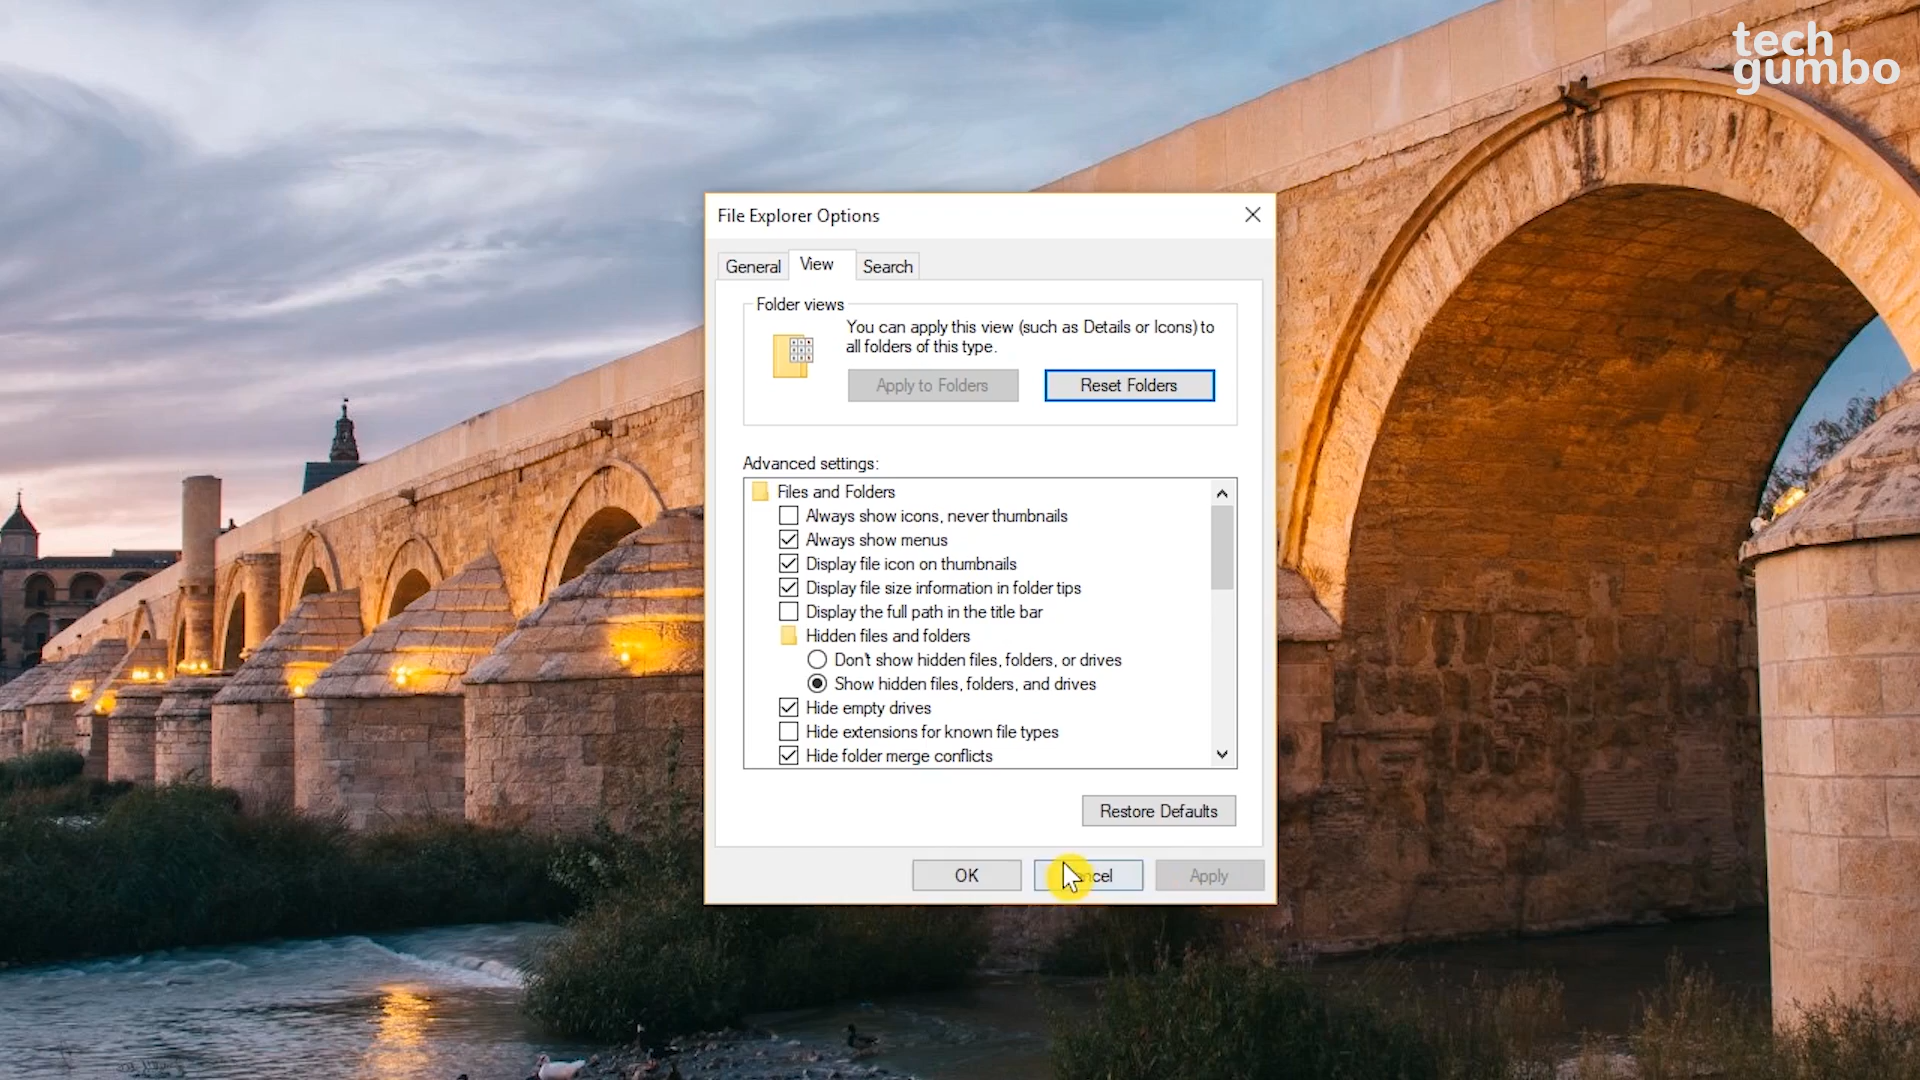 tech
gumbo
File Explorer Options
General
View
Search
Folder views
You can apply this view (such as Details or Icons) to
all folders of this type.
Apply to Folders
Reset Folders
Advanced settings:
Files and Folders
Always show icons, never thumbnails
Always show menus
Display file icon on thumbnails
Display file size information in folder tips
Display the full path in the title bar
Hidden files and folders
Don't show hidden files, folders, or drives
Show hidden files, folders, and drives
Hide empty drives
Hide extensions for known file types
Hide folder merge conflicts
Restore Defaults
OK
Apply